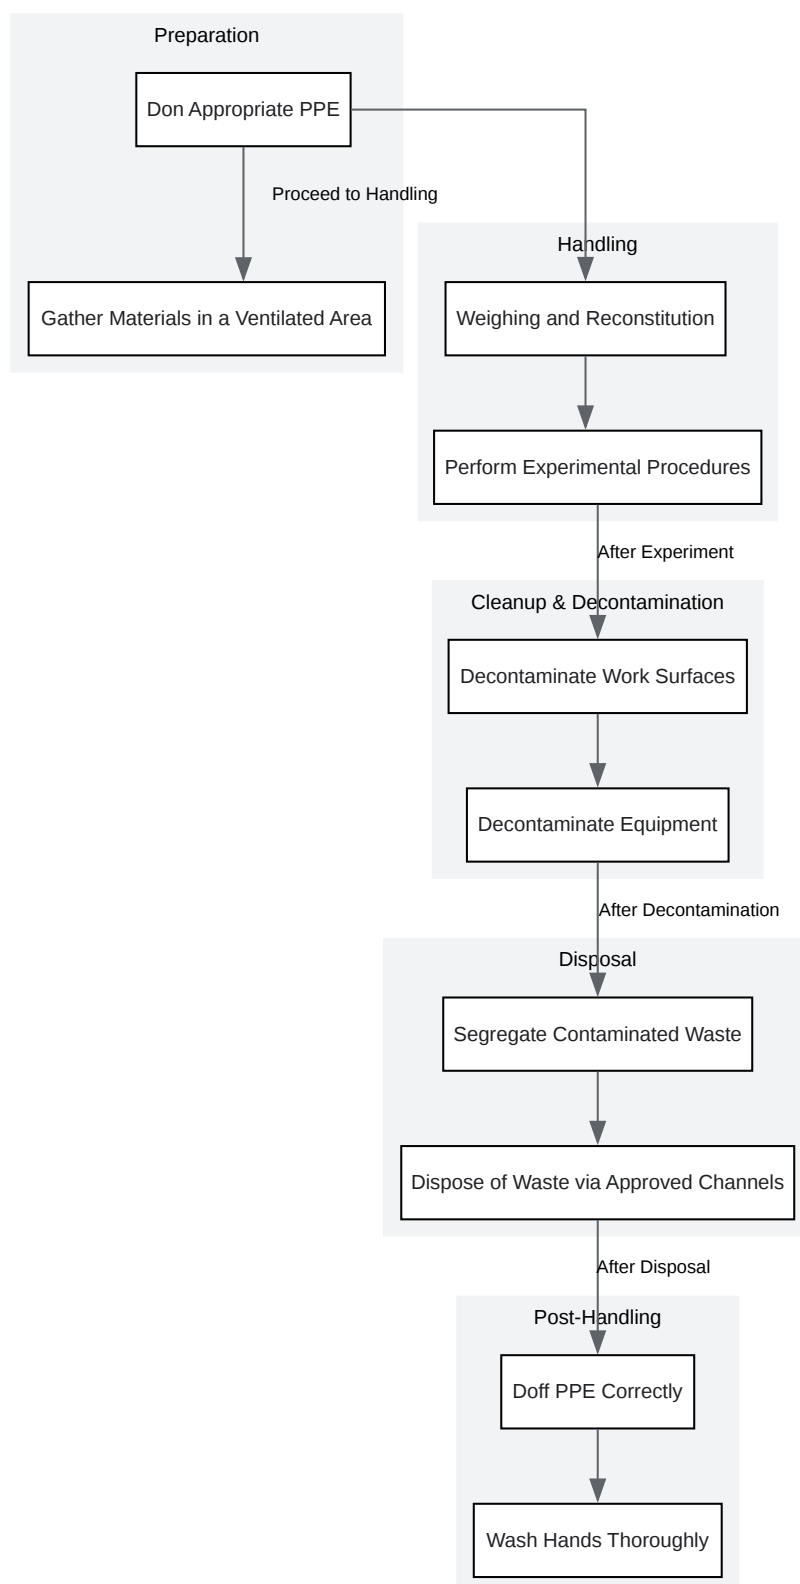 Preparation
Don Appropriate PPE
Proceed to Handling
Gather Materials in a Ventilated Area
Handling
Weighing and Reconstitution
Perform Experimental Procedures
After Experiment
Cleanup & Decontamination
Decontaminate Work Surfaces
Decontaminate Equipment
After Decontamination
Disposal
Segregate Contaminated Waste
Dispose of Waste via Approved Channels
After Disposal
Post-Handling
Doff PPE Correctly
Wash Hands Thoroughly